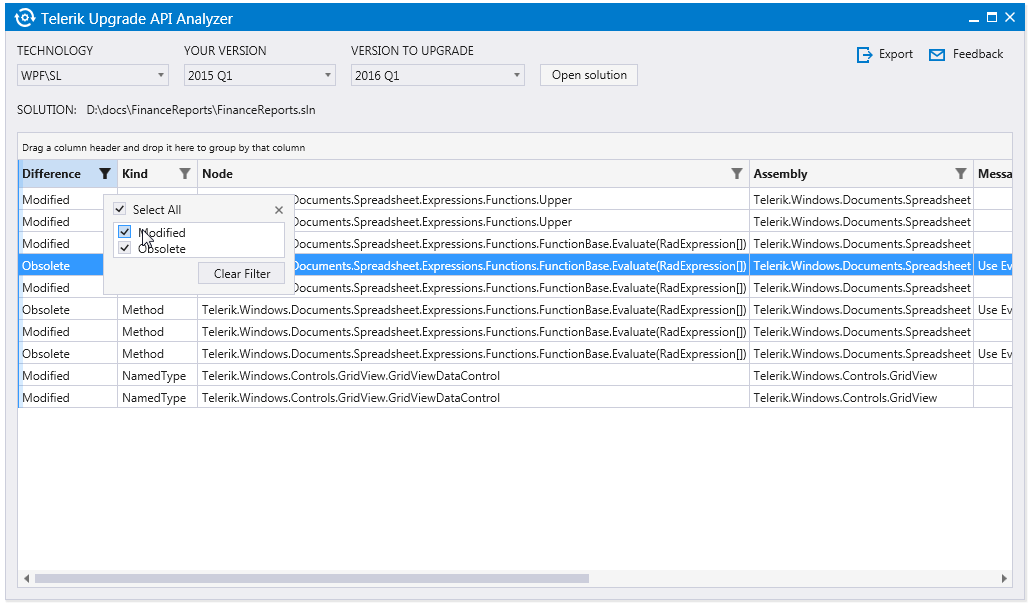 Telerik Upgrade API Analyzer
TECHNOLOGY YOUR VERSION VERSION TO UPGRADE
Export Feedback
WPF\SL 2015 Q1 2016 Q1 Open solution
SOLUTION: D:\docs\FinanceReports\FinanceReports.sln
Drag a column header and drop it here to group by that column
Difference Kind Node Assembly Messa
Modified Documents.Spreadsheet.Expressions.Functions.Upper Telerik.Windows.Documents.Spreadsheet
Select All
Modified Documents.Spreadsheet.Expressions.Functions.Upper Telerik.Windows.Documents.Spreadsheet
Modified
Modified Documents.Spreadsheet.Expressions.Functions.FunctionBase.Evaluate(RadExpression[]) Telerik.Windows.Documents.Spreadsheet
Obsolete
Obsolete Documents.Spreadsheet.Expressions.Functions.FunctionBase.Evaluate(RadExpression[]) Telerik.Windows.Documents.Spreadsheet Use Ev
Clear Filter
Modified Documents.Spreadsheet.Expressions.Functions.FunctionBase.Evaluate(RadExpression[]) Telerik.Windows.Documents.Spreadsheet
Obsolete Method Telerik.Windows.Documents.Spreadsheet.Expressions.Functions.FunctionBase.Evaluate(RadExpression[]) Telerik.Windows.Documents.Spreadsheet Use Ev
Modified Method Telerik.Windows.Documents.Spreadsheet.Expressions.Functions.FunctionBase.Evaluate(RadExpression[]) Telerik.Windows.Documents.Spreadsheet
Obsolete Method Telerik.Windows.Documents.Spreadsheet.Expressions.Functions.FunctionBase.Evaluate(RadExpression[]) Telerik.Windows.Documents.Spreadsheet Use Ev
Modified NamedType Telerik.Windows.Controls.GridView.GridViewDataControl Telerik.Windows.Controls.GridView
Modified NamedType Telerik.Windows.Controls.GridView.GridViewDataControl Telerik.Windows.Controls.GridView